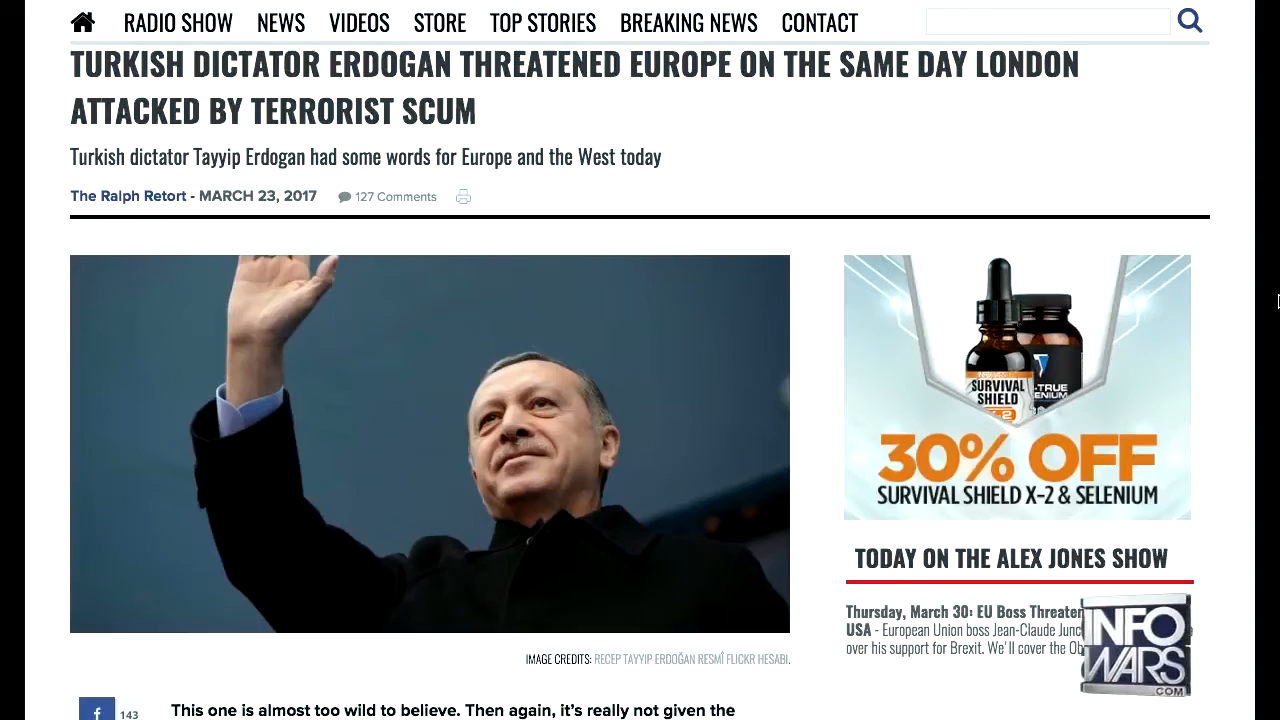 RADIO SHOW NEWS VIDEOS STORE TOP STORIES BREAKING NEWS CONTACT
TURKISH DICTATOR ERDOGAN THREATENED EUROPE ON THE SAME DAY LONDON
ATTACKED BY TERRORIST SCUM
Turkish dictator Tayyip Erdogan had some words for Europe and the West today
The Ralph Retort - MARCH 23, 2017 127 Comments
SURVIVAL
SHIELD
X-2
30% OFF
SURVIVAL SHIELD X-2 & SELENIUM
TODAY ON THE ALEX JONES SHOW
Thursday, March 30: EU Boss
USA - European Union boss Jean-Claude
over his support for Brexit. We'll cover the
INFO
WARS
.COM
IMAGE CREDITS: RECEP TAYYIP ERDOĞAN RESMÎ FLICKR HESABI.
f 143
This one is almost too wild to believe. Then again, it's really not given the